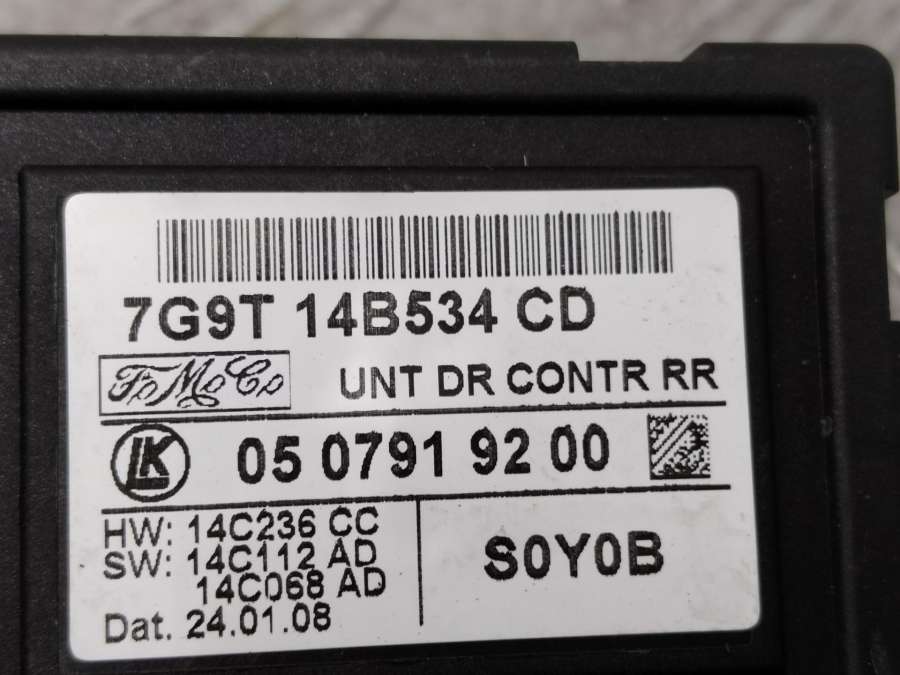 7G9T 14B534 CD
FoMoCo UNT DR CONTR RR
LK 05 0791 92 00
HW: 14C236 CC
SW: 14C112 AD
14C068 AD
Dat. 24.01.08
S0Y0B